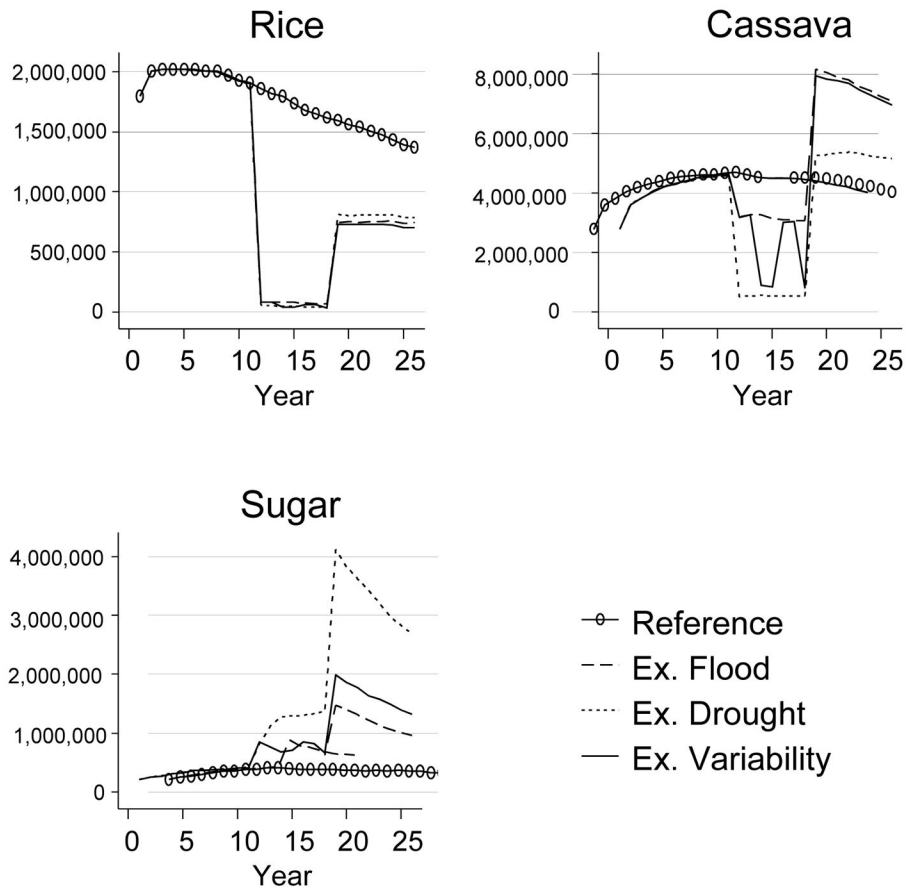 Rice
2,000,000
1,500,000
1,000,000
500,000
0
0 5 10 15 20 25
Year
Cassava
8,000,000
6,000,000
4,000,000
2,000,000
0
0 5 10 15 20 25
Year
Sugar
4,000,000
3,000,000
2,000,000
1,000,000
0
0 5 10 15 20 25
Year
Reference
Ex. Flood
Ex. Drought
Ex. Variability